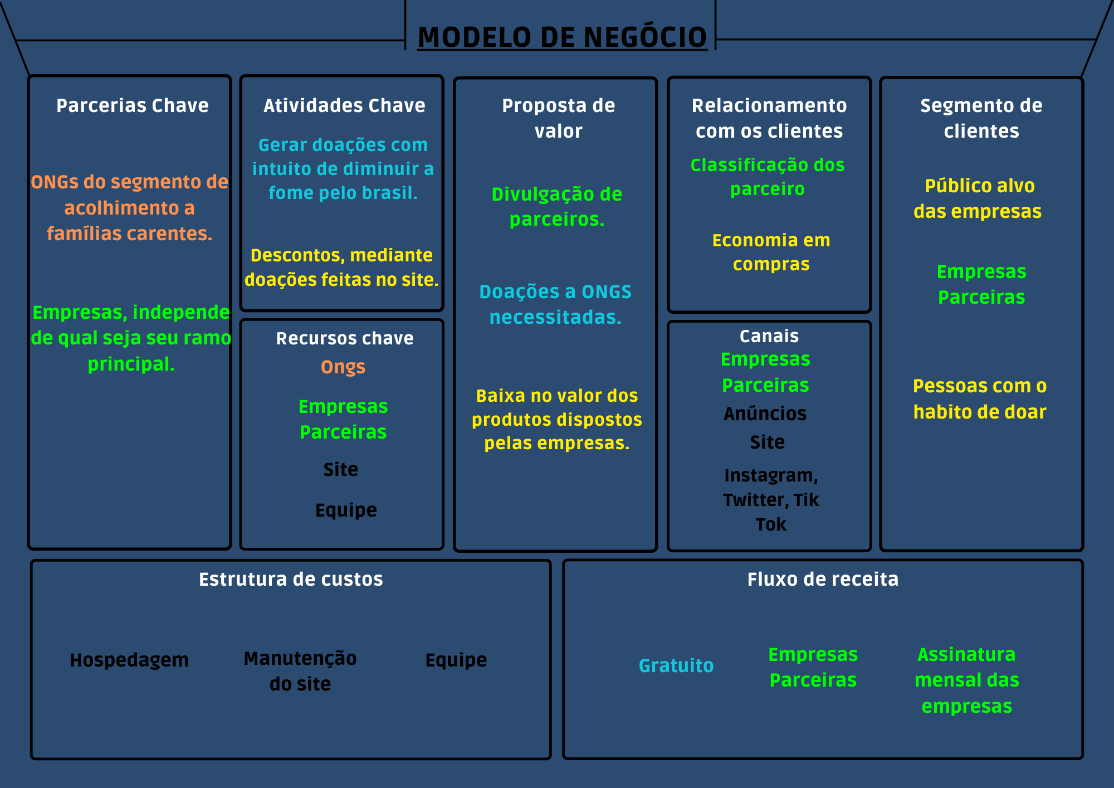 MODELO DE NEGÓCIO
Parcerias Chave
ONGs do segmento de
acolhimento a
famílias carentes.
Empresas, independe
de qual seja seu ramo
principal.
Atividades Chave
Gerar doações com
intuito de diminuir a
fome pelo brasil.
Descontos, mediante
doações feitas no site.
Recursos chave
Ongs
Empresas
Parceiras
Site
Equipe
Proposta de
valor
Divulgação de
parceiros.
Doações a ONGS
necessitadas.
Baixa no valor dos
produtos dispostos
pelas empresas.
Relacionamento
com os clientes
Classificação dos
parceiro
Economia em
compras
Canais
Empresas
Parceiras
Anúncios
Site
Instagram,
Twitter, Tik
Tok
Segmento de
clientes
Público alvo
das empresas
Empresas
Parceiras
Pessoas com o
habito de doar
Estrutura de custos
Hospedagem
Manutenção
do site
Equipe
Fluxo de receita
Gratuito
Empresas
Parceiras
Assinatura
mensal das
empresas